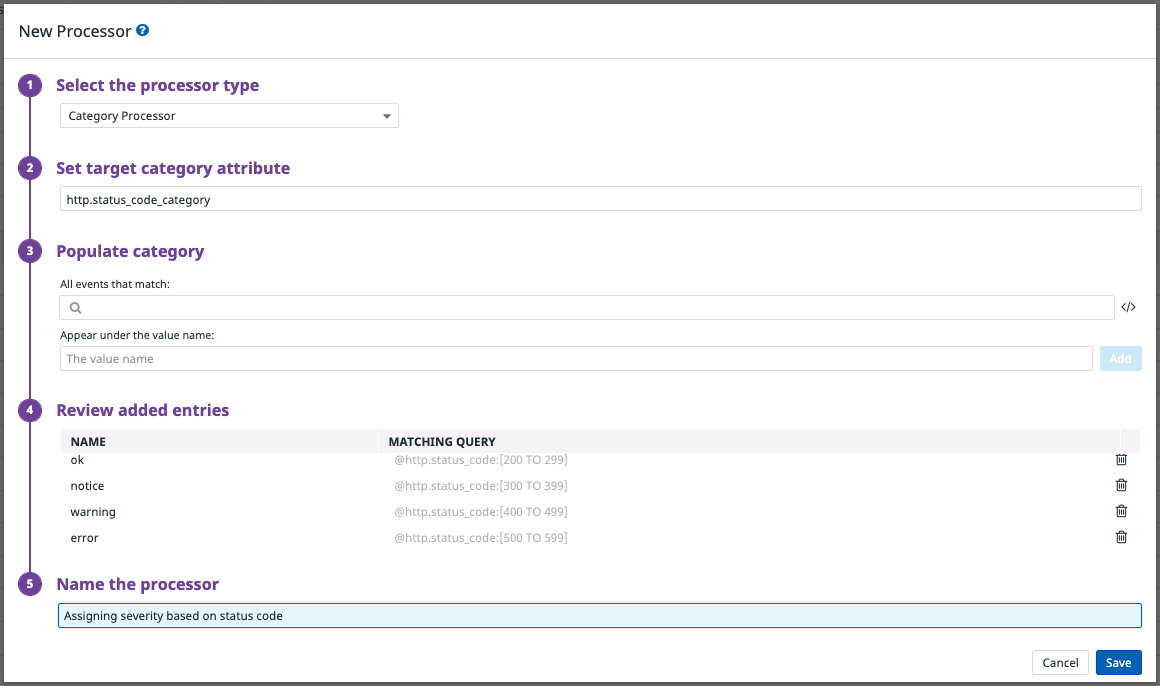 New Processor ?
1 Select the processor type
Category Processor
2 Set target category attribute
http.status_code_category
3 Populate category
All events that match:
</>
Appear under the value name:
The value name Add
4 Review added entries
NAME MATCHING QUERY
ok @http.status_code:[200 TO 299]
notice @http.status_code:[300 TO 399]
warning @http.status_code:[400 TO 499]
error @http.status_code:[500 TO 599]
5 Name the processor
Assigning severity based on status code
Cancel Save